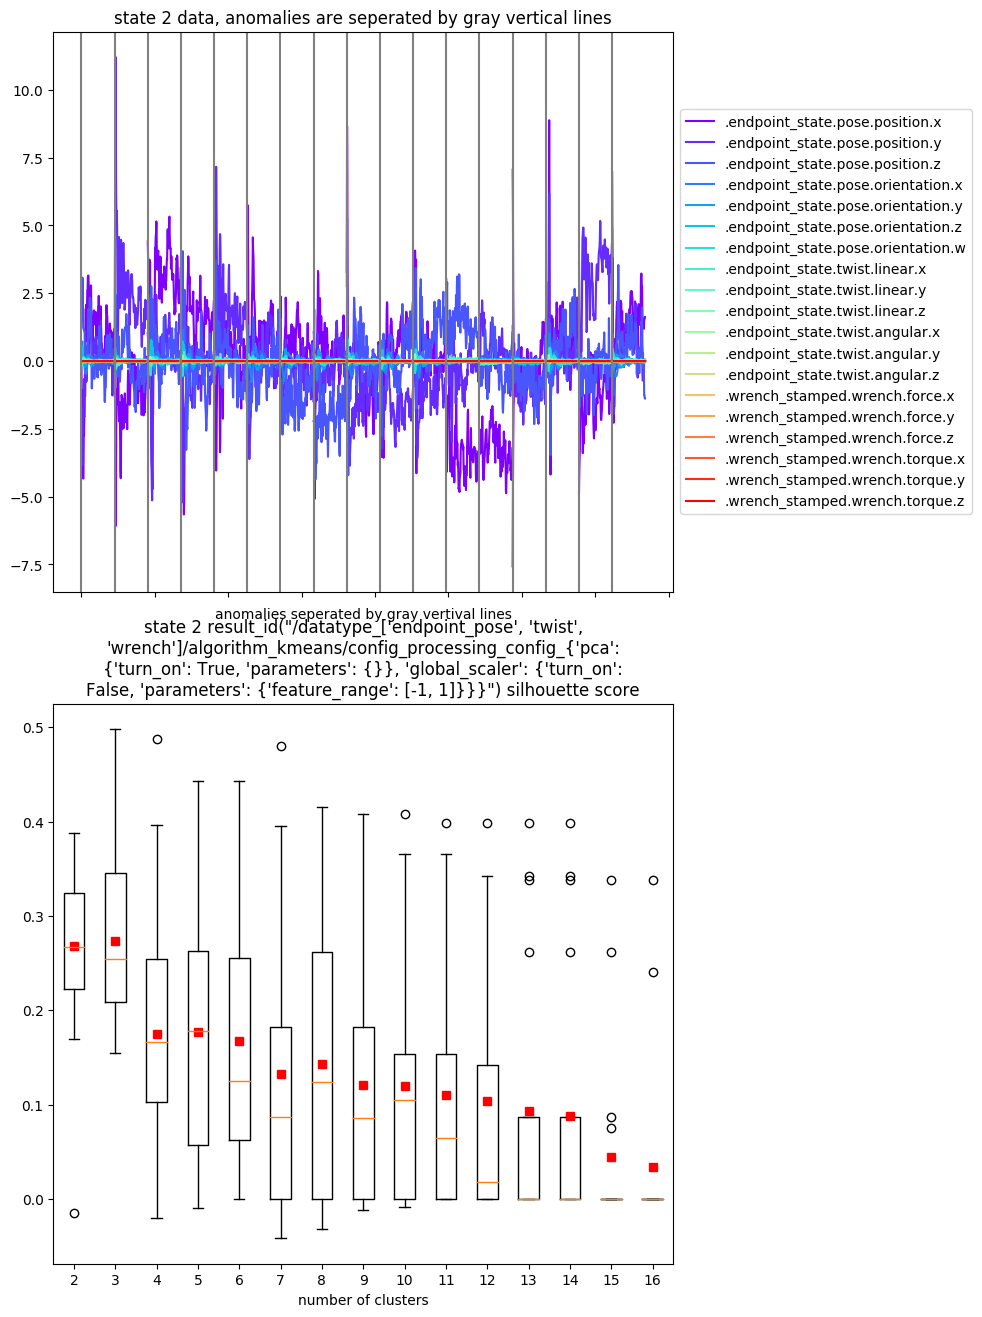 state 2 data, anomalies are seperated by gray vertical lines
10.0
7.5
5.0
2.5
0.0
−2.5
−5.0
−7.5
.endpoint_state.pose.position.x
.endpoint_state.pose.position.y
.endpoint_state.pose.position.z
.endpoint_state.pose.orientation.x
.endpoint_state.pose.orientation.y
.endpoint_state.pose.orientation.z
.endpoint_state.pose.orientation.w
.endpoint_state.twist.linear.x
.endpoint_state.twist.linear.y
.endpoint_state.twist.linear.z
.endpoint_state.twist.angular.x
.endpoint_state.twist.angular.y
.endpoint_state.twist.angular.z
.wrench_stamped.wrench.force.x
.wrench_stamped.wrench.force.y
.wrench_stamped.wrench.force.z
.wrench_stamped.wrench.torque.x
.wrench_stamped.wrench.torque.y
.wrench_stamped.wrench.torque.z
anomalies seperated by gray vertival lines
state 2 result_id("/datatype_['endpoint_pose', 'twist',
'wrench']/algorithm_kmeans/config_processing_config_{'pca':
{'turn_on': True, 'parameters': {}}, 'global_scaler': {'turn_on':
False, 'parameters': {'feature_range': [-1, 1]}}}") silhouette score
0.5
0.4
0.3
0.2
0.1
0.0
2 3 4 5 6 7 8 9 10 11 12 13 14 15 16
number of clusters